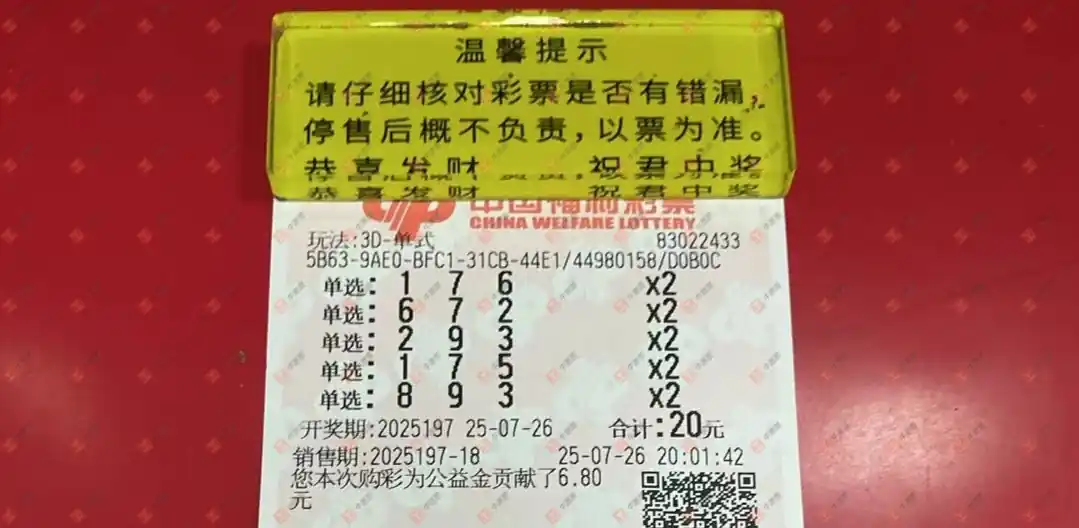 温馨提示
请仔细核对彩票是否有错漏，
停售后概不负责，以票为准。
恭喜发财 祝君中奖
中国福利彩票
CHINA WELFARE LOTTERY
玩法:3D-单式 83022433
5B63-9AE0-BFC1-31CB-44E1/44980158/D0B0C
单选: 1 7 6 x2
单选: 6 7 2 x2
单选: 2 9 3 x2
单选: 1 7 5 x2
单选: 8 9 3 x2
开奖期:2025197 25-07-26 合计:20元
销售期:2025197-18 25-07-26 20:01:42
您本次购彩为公益金贡献了6.80
元